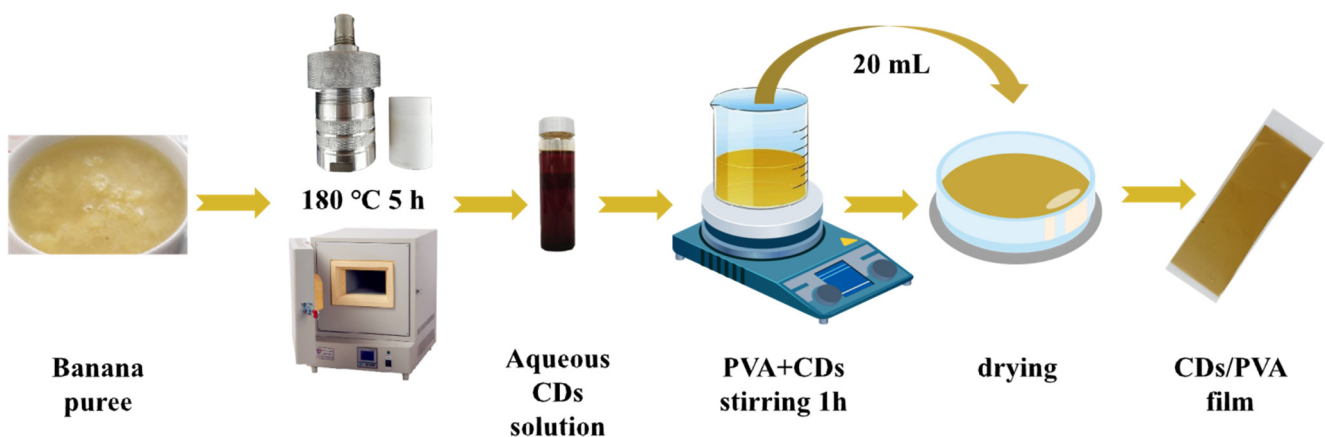 20 mL
180 °C 5 h
Banana
puree
Aqueous
CDs
solution
PVA+CDs
stirring 1h
drying
CDs/PVA
film